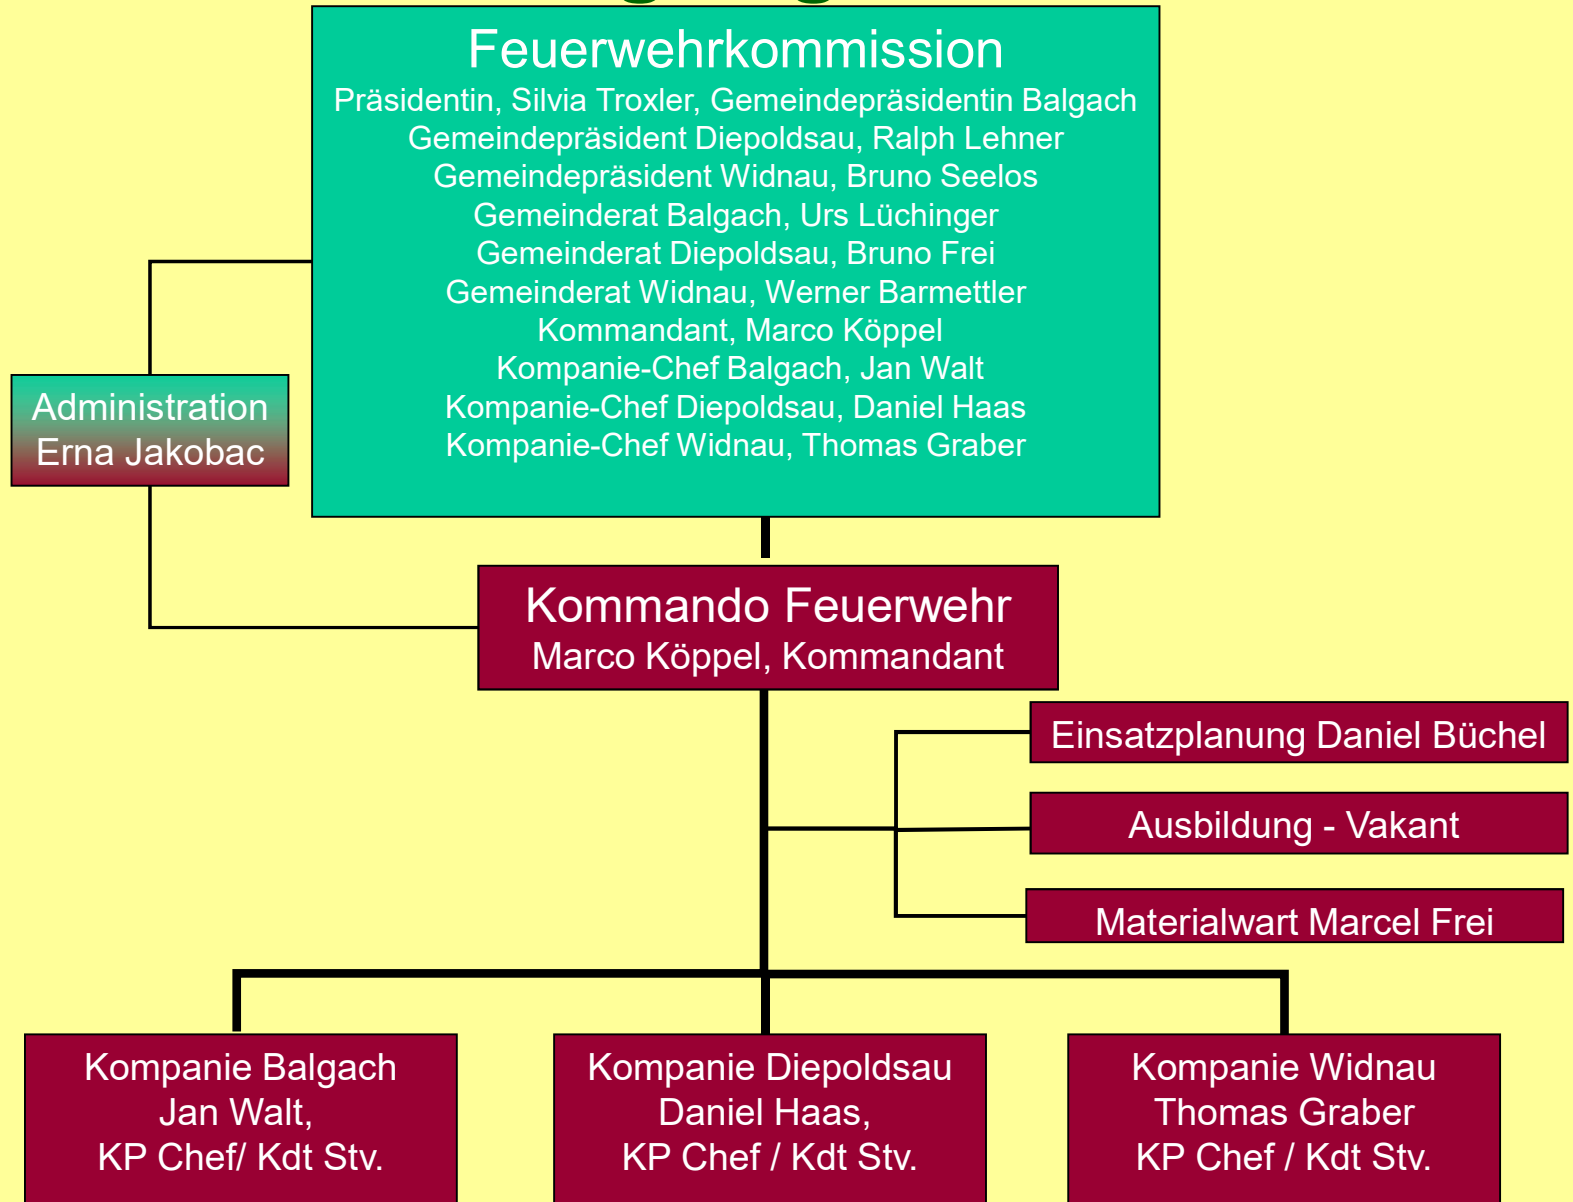 Feuerwehrkommission
Präsidentin, Silvia Troxler, Gemeindepräsidentin Balgach
Gemeindepräsident Diepoldsau, Ralph Lehner
Gemeindepräsident Widnau, Bruno Seelos
Gemeinderat Balgach, Urs Lüchinger
Gemeinderat Diepoldsau, Bruno Frei
Gemeinderat Widnau, Werner Barmettler
Kommandant, Marco Köppel
Kompanie-Chef Balgach, Jan Walt
Kompanie-Chef Diepoldsau, Daniel Haas
Kompanie-Chef Widnau, Thomas Graber
Administration
Erna Jakobac
Kommando Feuerwehr
Marco Köppel, Kommandant
Einsatzplanung Daniel Büchel
Ausbildung - Vakant
Materialwart Marcel Frei
Kompanie Balgach
Jan Walt,
KP Chef/ Kdt Stv.
Kompanie Diepoldsau
Daniel Haas,
KP Chef / Kdt Stv.
Kompanie Widnau
Thomas Graber
KP Chef / Kdt Stv.